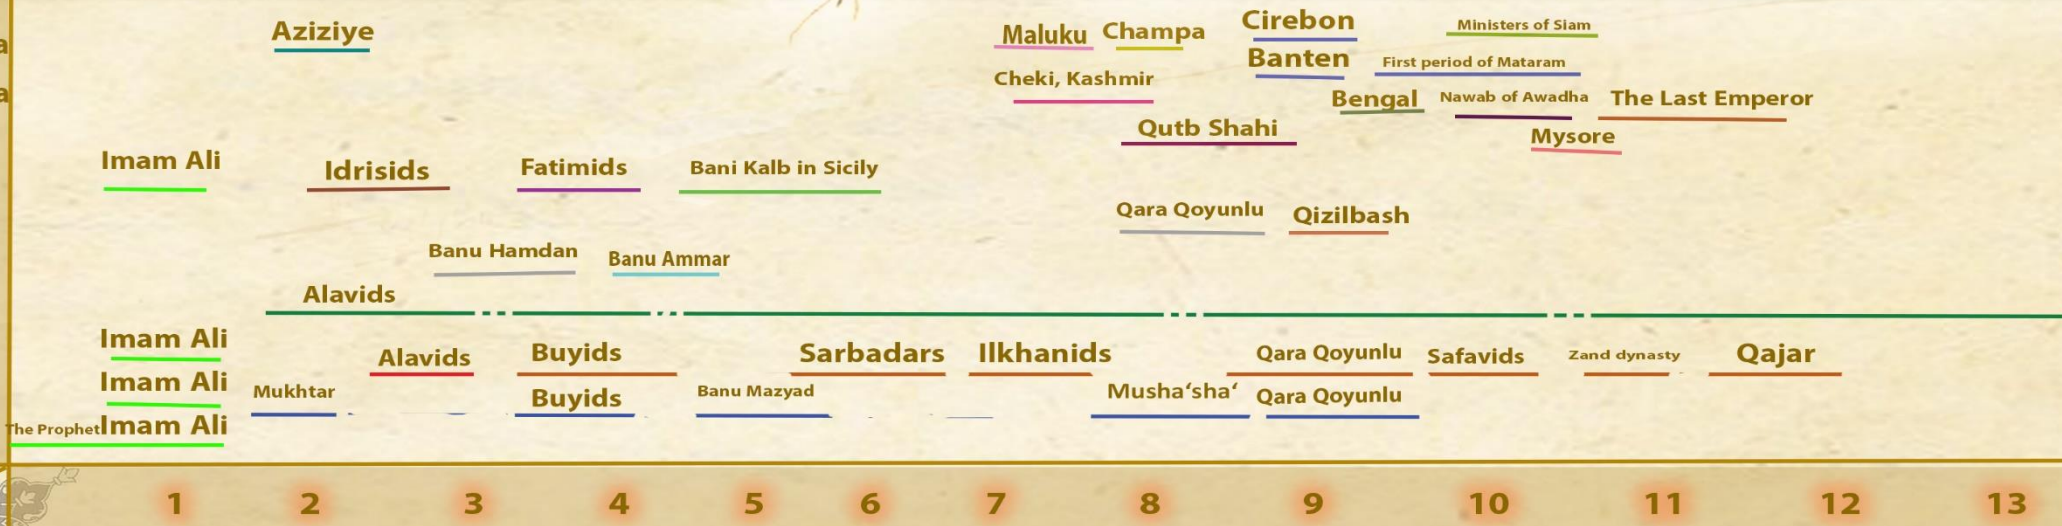 Aziziye
Maluku
Champa
Cirebon
Ministers of Siam
a
Cheki, Kashmir
Banten
First period of Mataram
a
Bengal
Nawab of Awadha
The Last Emperor
Qutb Shahi
Mysore
Imam Ali
Idrisids
Fatimids
Bani Kalb in Sicily
Qara Qoyunlu
Qizilbash
Banu Hamdan
Banu Ammar
Alavids
Imam Ali
Alavids
Buyids
Sarbadars
Ilkhanids
Qara Qoyunlu
Safavids
Zand dynasty
Qajar
Imam Ali
Mukhtar
Buyids
Banu Mazyad
Musha‘sha‘
Qara Qoyunlu
The Prophet
Imam Ali
1 2 3 4 5 6 7 8 9 10 11 12 13